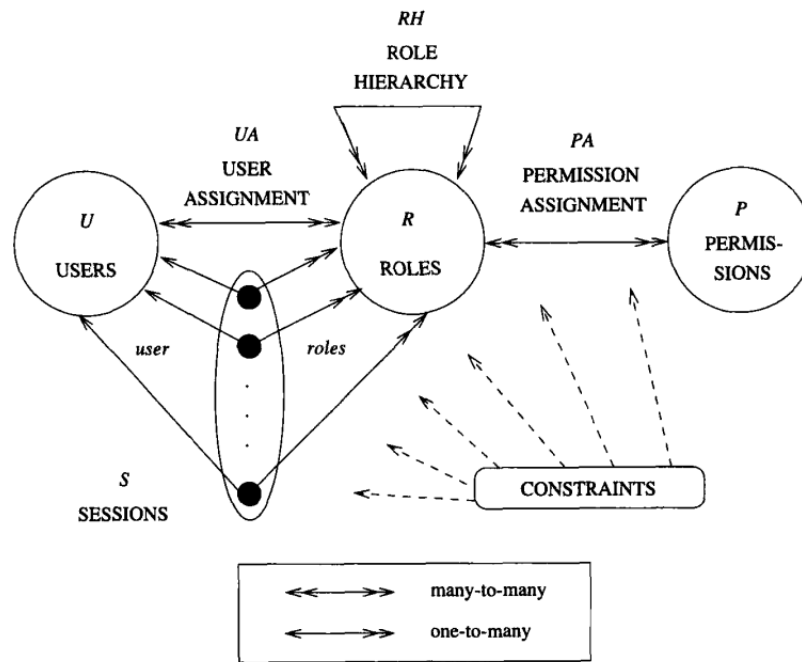 RH
ROLE
HIERARCHY
UA
USER
ASSIGNMENT
PA
PERMISSION
ASSIGNMENT
U
USERS
R
ROLES
P
PERMIS-
SIONS
user
roles
S
SESSIONS
CONSTRAINTS
many-to-many
one-to-many